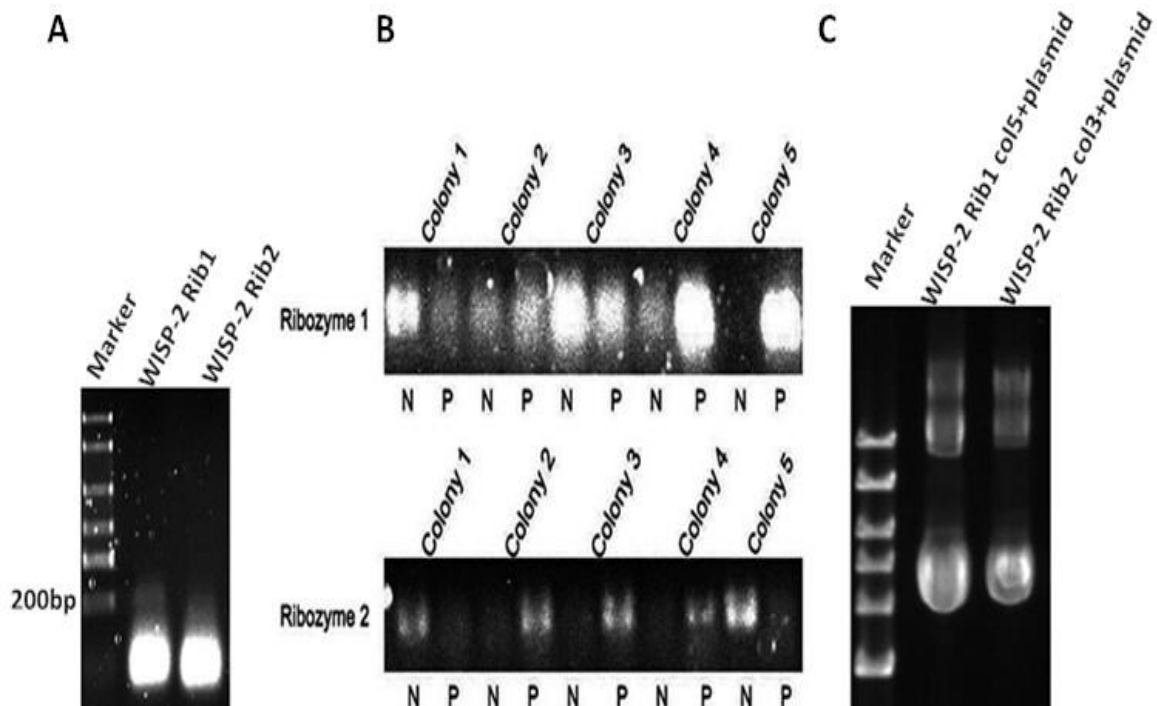 A
Marker
WISP-2 Rib1
WISP-2 Rib2
200bp
B
Colony 1
Colony 2
Colony 3
Colony 4
Colony 5
Ribozyme 1
N P N P N P N P N P
Colony 1
Colony 2
Colony 3
Colony 4
Colony 5
Ribozyme 2
N P N P N P N P N P
C
Marker
WISP-2 Rib1 col5+plasmid
WISP-2 Rib2 col3+plasmid